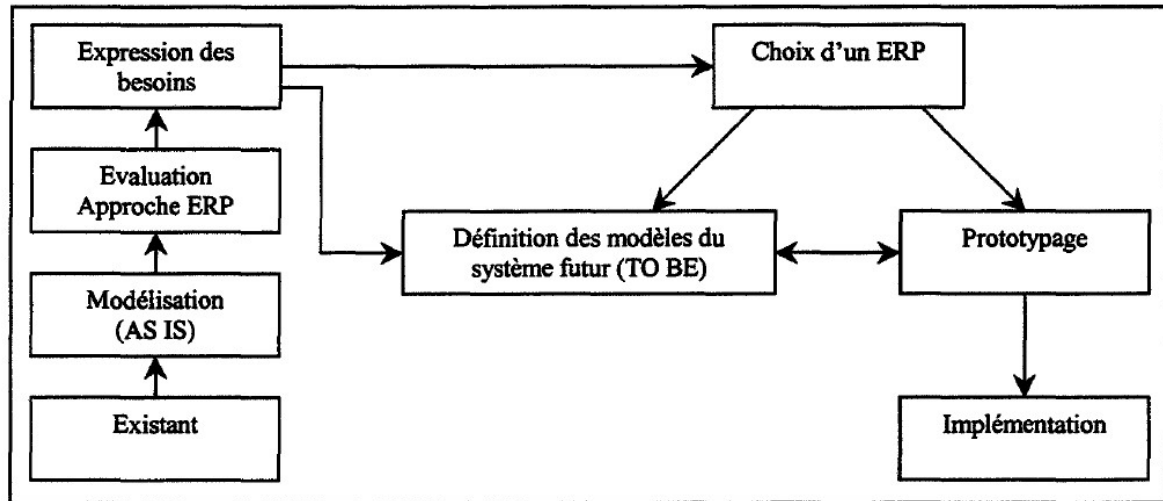 Expression des
besoins
Choix d'un ERP
Evaluation
Approche ERP
Définition des modèles du
système futur (TO BE)
Prototypage
Modélisation
(AS IS)
Existant
Implémentation